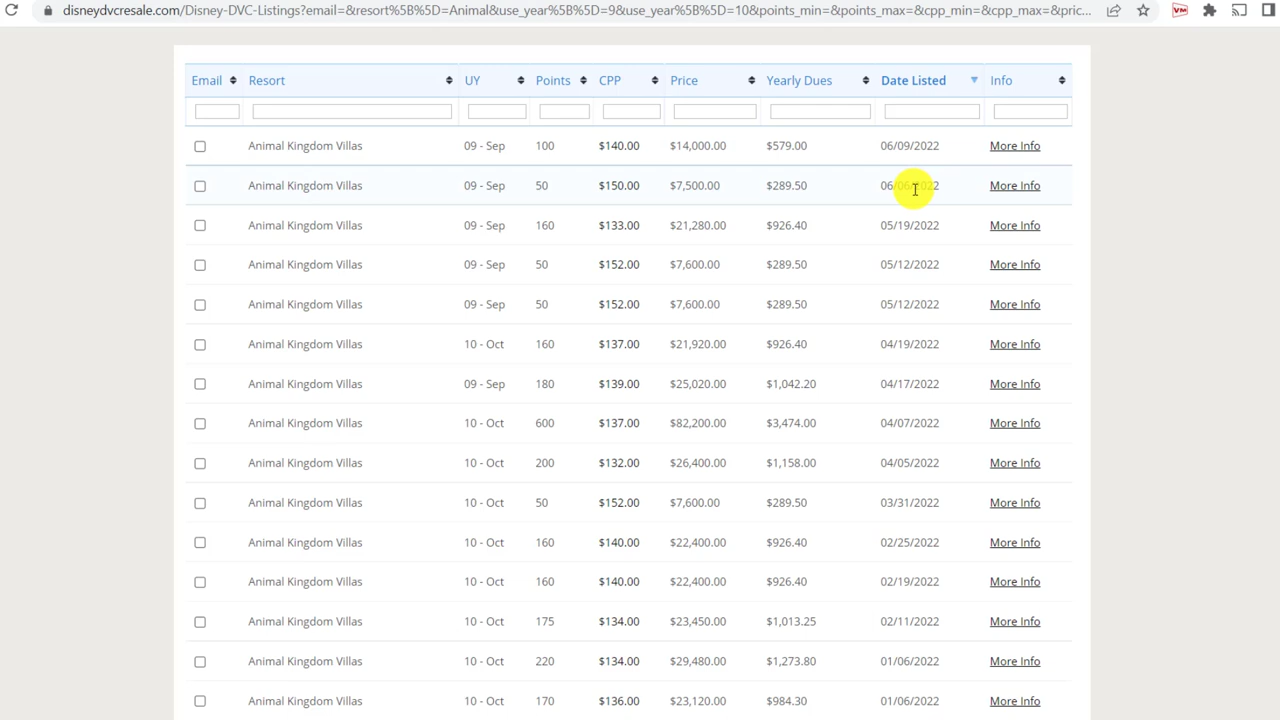 disneydvcresale.com/Disney-DVC-Listings?email=&resort%5B%5D=Animal&use_year%5B%5D=9&use_year%5B%5D=10&points_min=&points_max=&cpp_min=&cpp_max=&pric...
VM
Email Resort UY Points CPP Price Yearly Dues Date Listed Info
Animal Kingdom Villas 09 - Sep 100 $140.00 $14,000.00 $579.00 06/09/2022 More Info
Animal Kingdom Villas 09 - Sep 50 $150.00 $7,500.00 $289.50 06/06/2022 More Info
Animal Kingdom Villas 09 - Sep 160 $133.00 $21,280.00 $926.40 05/19/2022 More Info
Animal Kingdom Villas 09 - Sep 50 $152.00 $7,600.00 $289.50 05/12/2022 More Info
Animal Kingdom Villas 09 - Sep 50 $152.00 $7,600.00 $289.50 05/12/2022 More Info
Animal Kingdom Villas 10 - Oct 160 $137.00 $21,920.00 $926.40 04/19/2022 More Info
Animal Kingdom Villas 09 - Sep 180 $139.00 $25,020.00 $1,042.20 04/17/2022 More Info
Animal Kingdom Villas 10 - Oct 600 $137.00 $82,200.00 $3,474.00 04/07/2022 More Info
Animal Kingdom Villas 10 - Oct 200 $132.00 $26,400.00 $1,158.00 04/05/2022 More Info
Animal Kingdom Villas 10 - Oct 50 $152.00 $7,600.00 $289.50 03/31/2022 More Info
Animal Kingdom Villas 10 - Oct 160 $140.00 $22,400.00 $926.40 02/25/2022 More Info
Animal Kingdom Villas 10 - Oct 160 $140.00 $22,400.00 $926.40 02/19/2022 More Info
Animal Kingdom Villas 10 - Oct 175 $134.00 $23,450.00 $1,013.25 02/11/2022 More Info
Animal Kingdom Villas 10 - Oct 220 $134.00 $29,480.00 $1,273.80 01/06/2022 More Info
Animal Kingdom Villas 10 - Oct 170 $136.00 $23,120.00 $984.30 01/06/2022 More Info